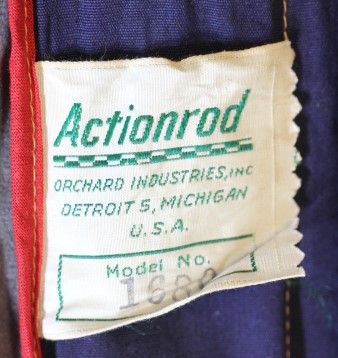 Actionrod
ORCHARD INDUSTRIES, INC
DETROIT 5, MICHIGAN
U.S.A.
Model No.